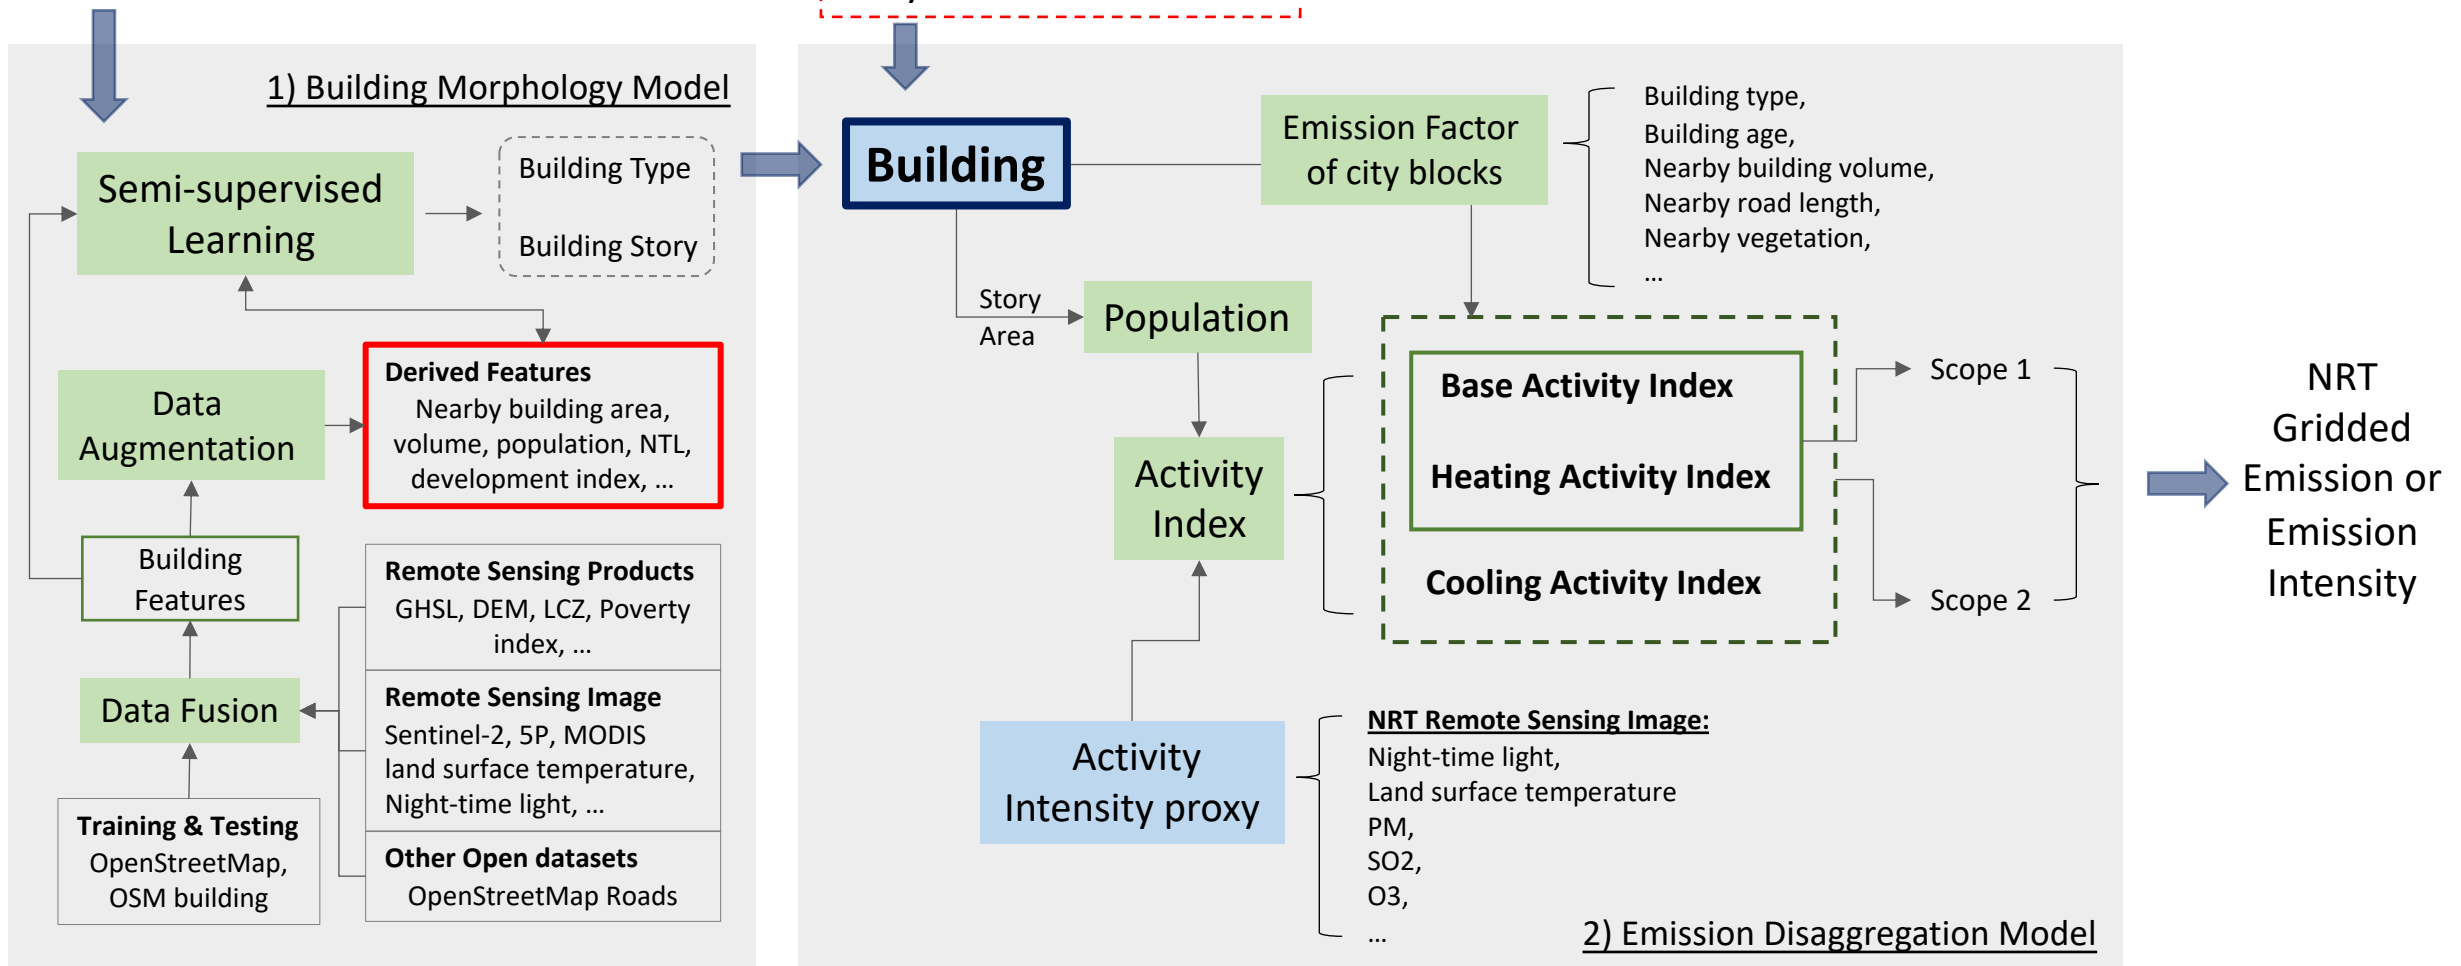 1) Building Morphology Model
Semi-supervised
Learning
Building Type
Building Story
Data
Augmentation
Derived Features
Nearby building area,
volume, population, NTL,
development index, ...
Building
Features
Remote Sensing Products
GHSL, DEM, LCZ, Poverty
index, ...
Data Fusion
Remote Sensing Image
Sentinel-2, 5P, MODIS
land surface temperature,
Night-time light, ...
Training & Testing
OpenStreetMap,
OSM building
Other Open datasets
OpenStreetMap Roads
Building
Emission Factor
of city blocks
Building type,
Building age,
Nearby building volume,
Nearby road length,
Nearby vegetation,
...
Story
Area
Population
Activity
Index
Base Activity Index
Heating Activity Index
Cooling Activity Index
Scope 1
Scope 2
Activity
Intensity proxy
NRT Remote Sensing Image:
Night-time light,
Land surface temperature
PM,
SO2,
O3,
...
2) Emission Disaggregation Model
NRT
Gridded
Emission or
Emission
Intensity